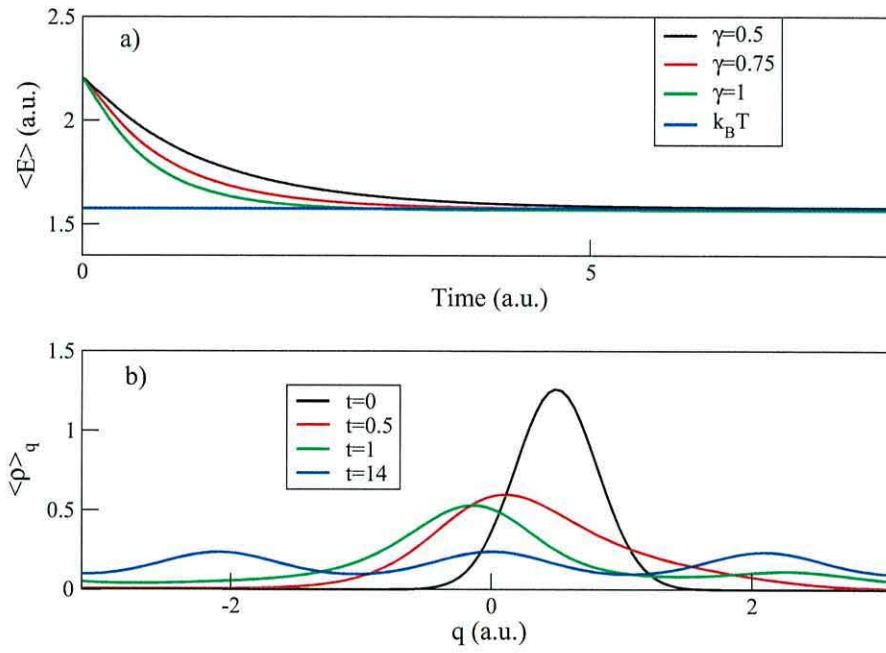 2.5
a)
γ=0.5
γ=0.75
γ=1
k_BT
2
1.5
<E> (a.u.)
0
5
Time (a.u.)
1.5
b)
t=0
t=0.5
t=1
t=14
1
0.5
0
<ρ>_q
-2
0
2
q (a.u.)